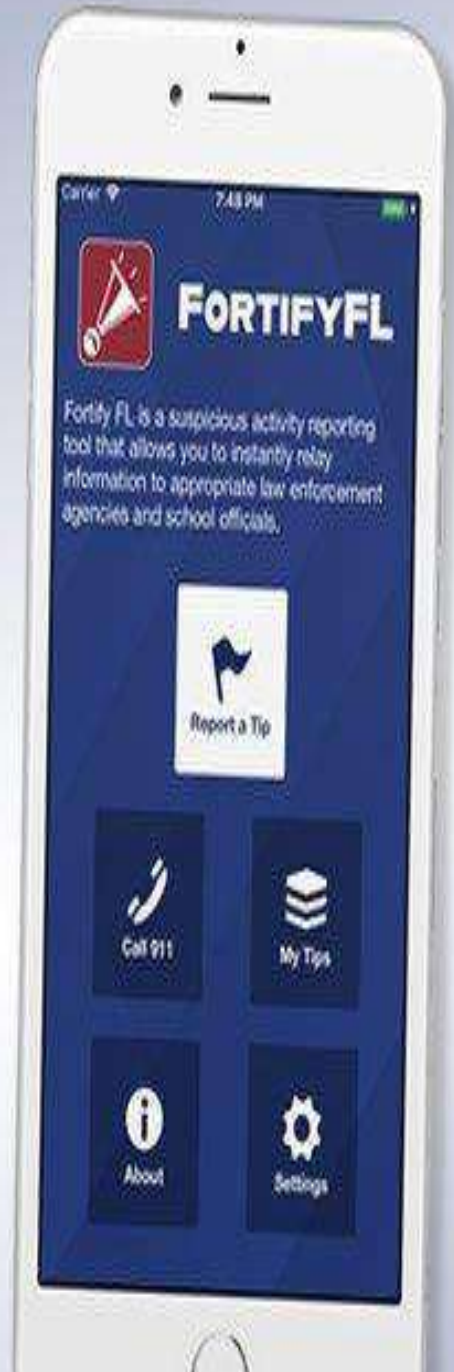 Carrier
7:48 PM
FORTIFYFL
Fortify FL is a suspicious activity reporting
tool that allows you to instantly relay
information to appropriate law enforcement
agencies and school officials.
Report a Tip
Call 911
My Tips
About
Settings